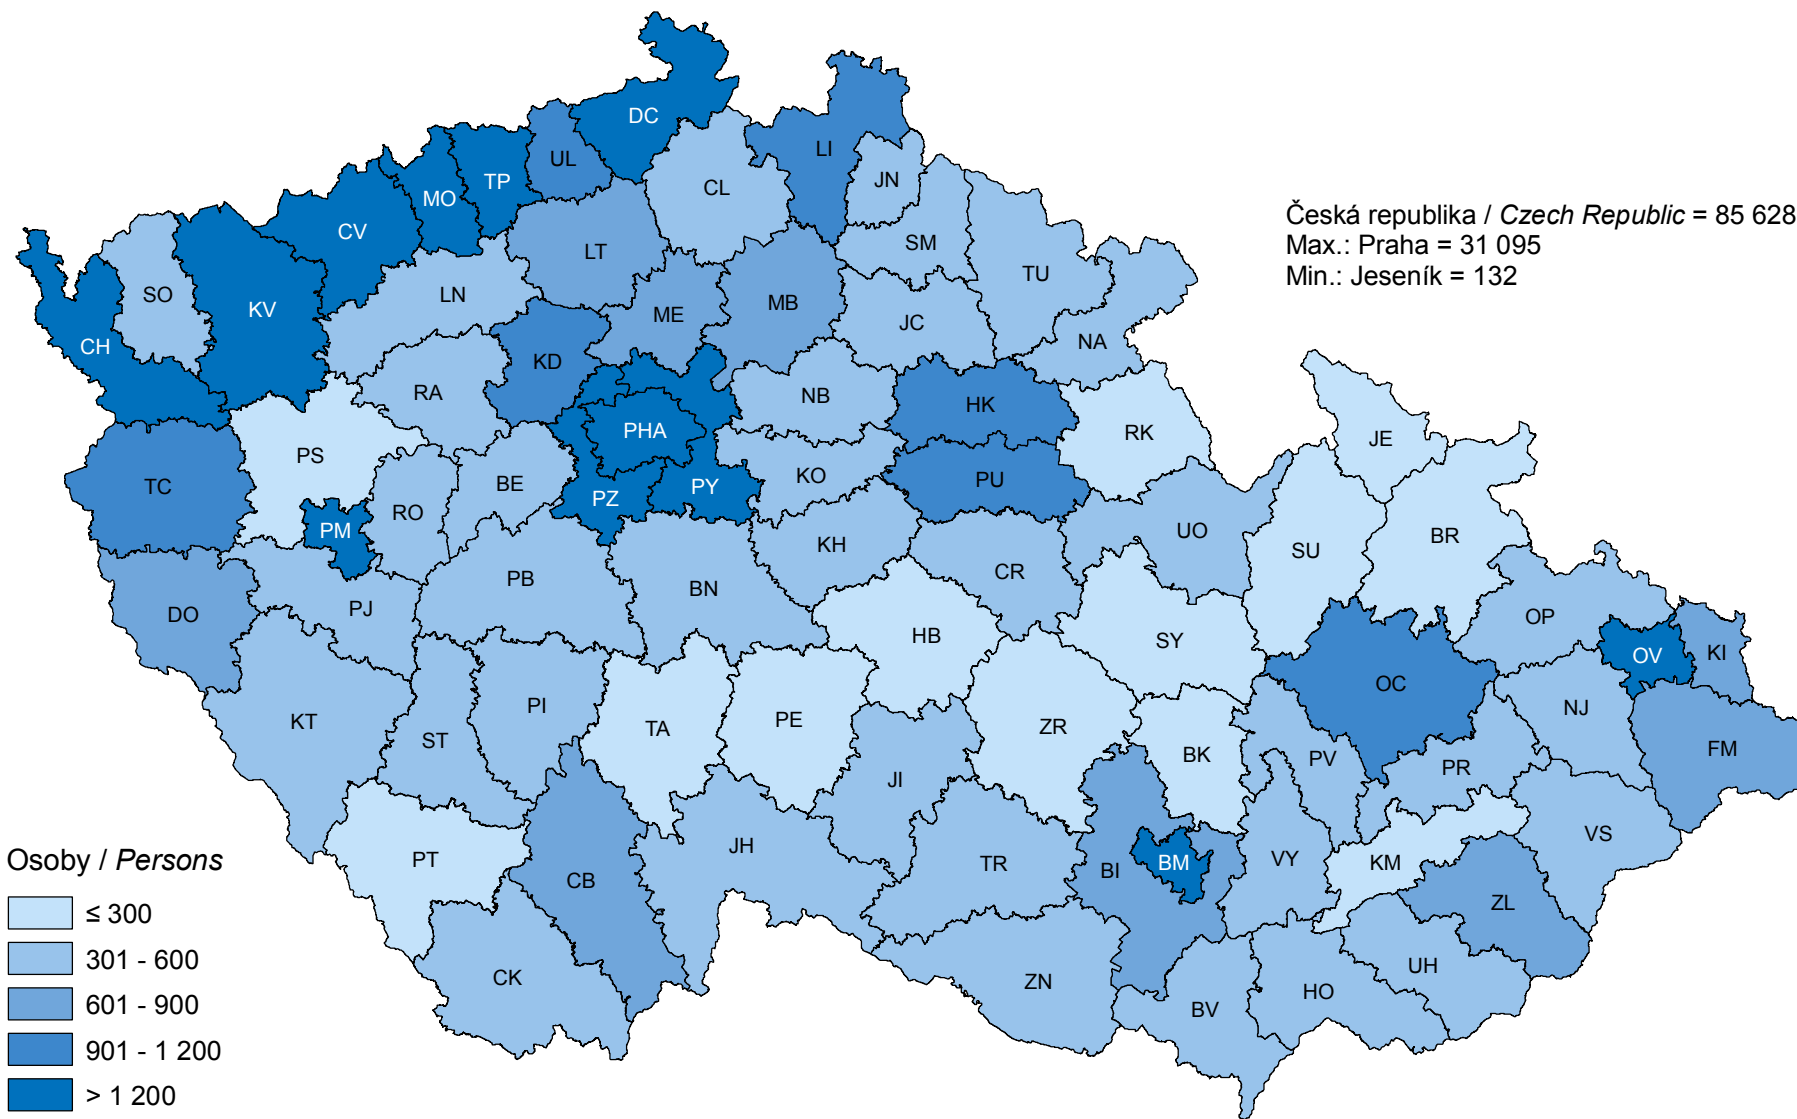 DC
UL
TP
MO
CV
LI
JN
CL
SM
TU
Česká republika / Czech Republic = 85 628
Max.: Praha = 31 095
Min.: Jeseník = 132
LT
SO
KV
LN
ME
MB
JC
NA
CH
KD
RA
NB
HK
PHA
RK
JE
PS
TC
RO
BE
PZ
PY
KO
PU
PM
UO
SU
BR
KH
CR
PB
BN
DO
PJ
HB
SY
OP
OV
KI
OC
KT
ST
PI
TA
PE
ZR
NJ
FM
BK
PV
PR
JI
VS
PT
JH
TR
BI
BM
VY
KM
CB
ZL
CK
ZN
BV
HO
UH
Osoby / Persons
≤ 300
301 - 600
601 - 900
901 - 1 200
> 1 200